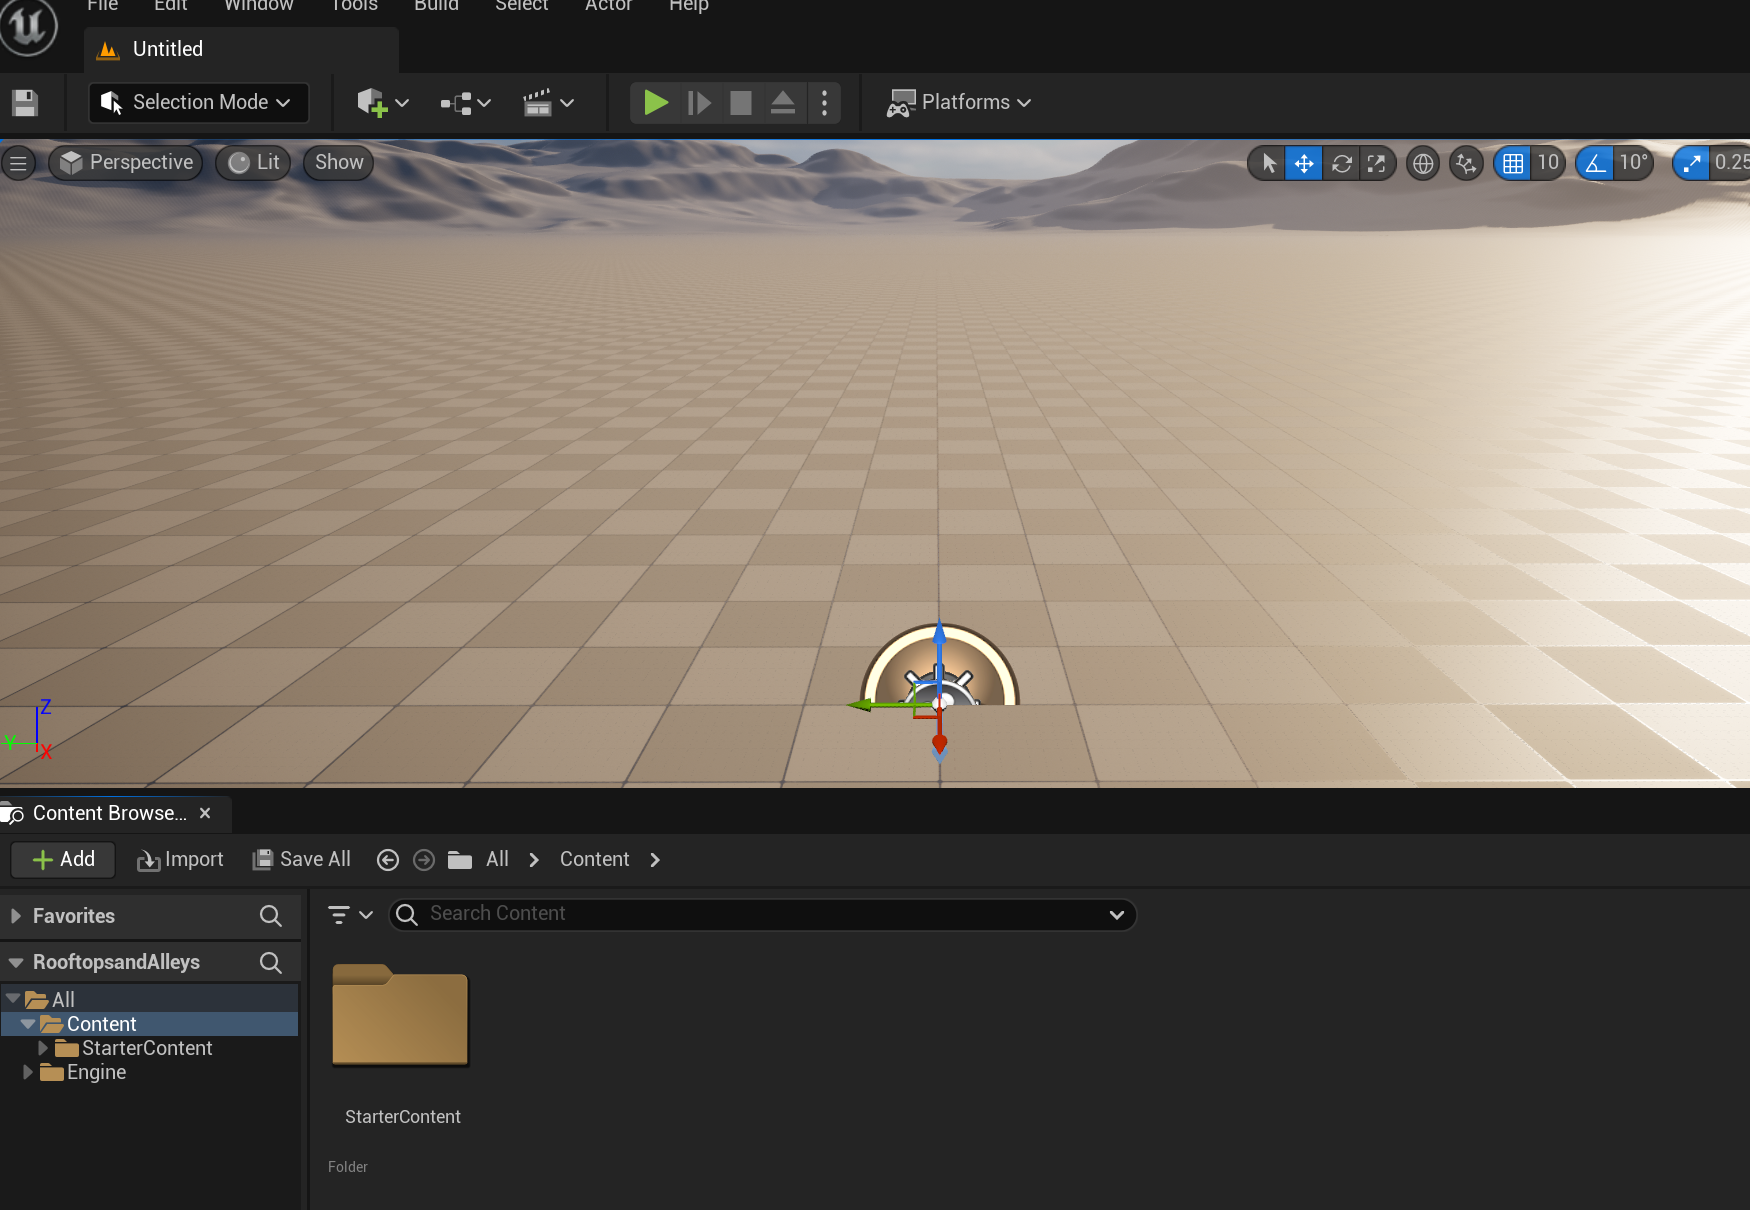 File Edit Window Tools Build Select Actor Help
Untitled
Selection Mode
Platforms
Perspective Lit Show 10 10° 0.25
Z
Y
X
Content Browse...
Add Import Save All All Content
Favorites
Search Content
RooftopsandAlleys
All
Content
StarterContent
Engine
StarterContent
Folder